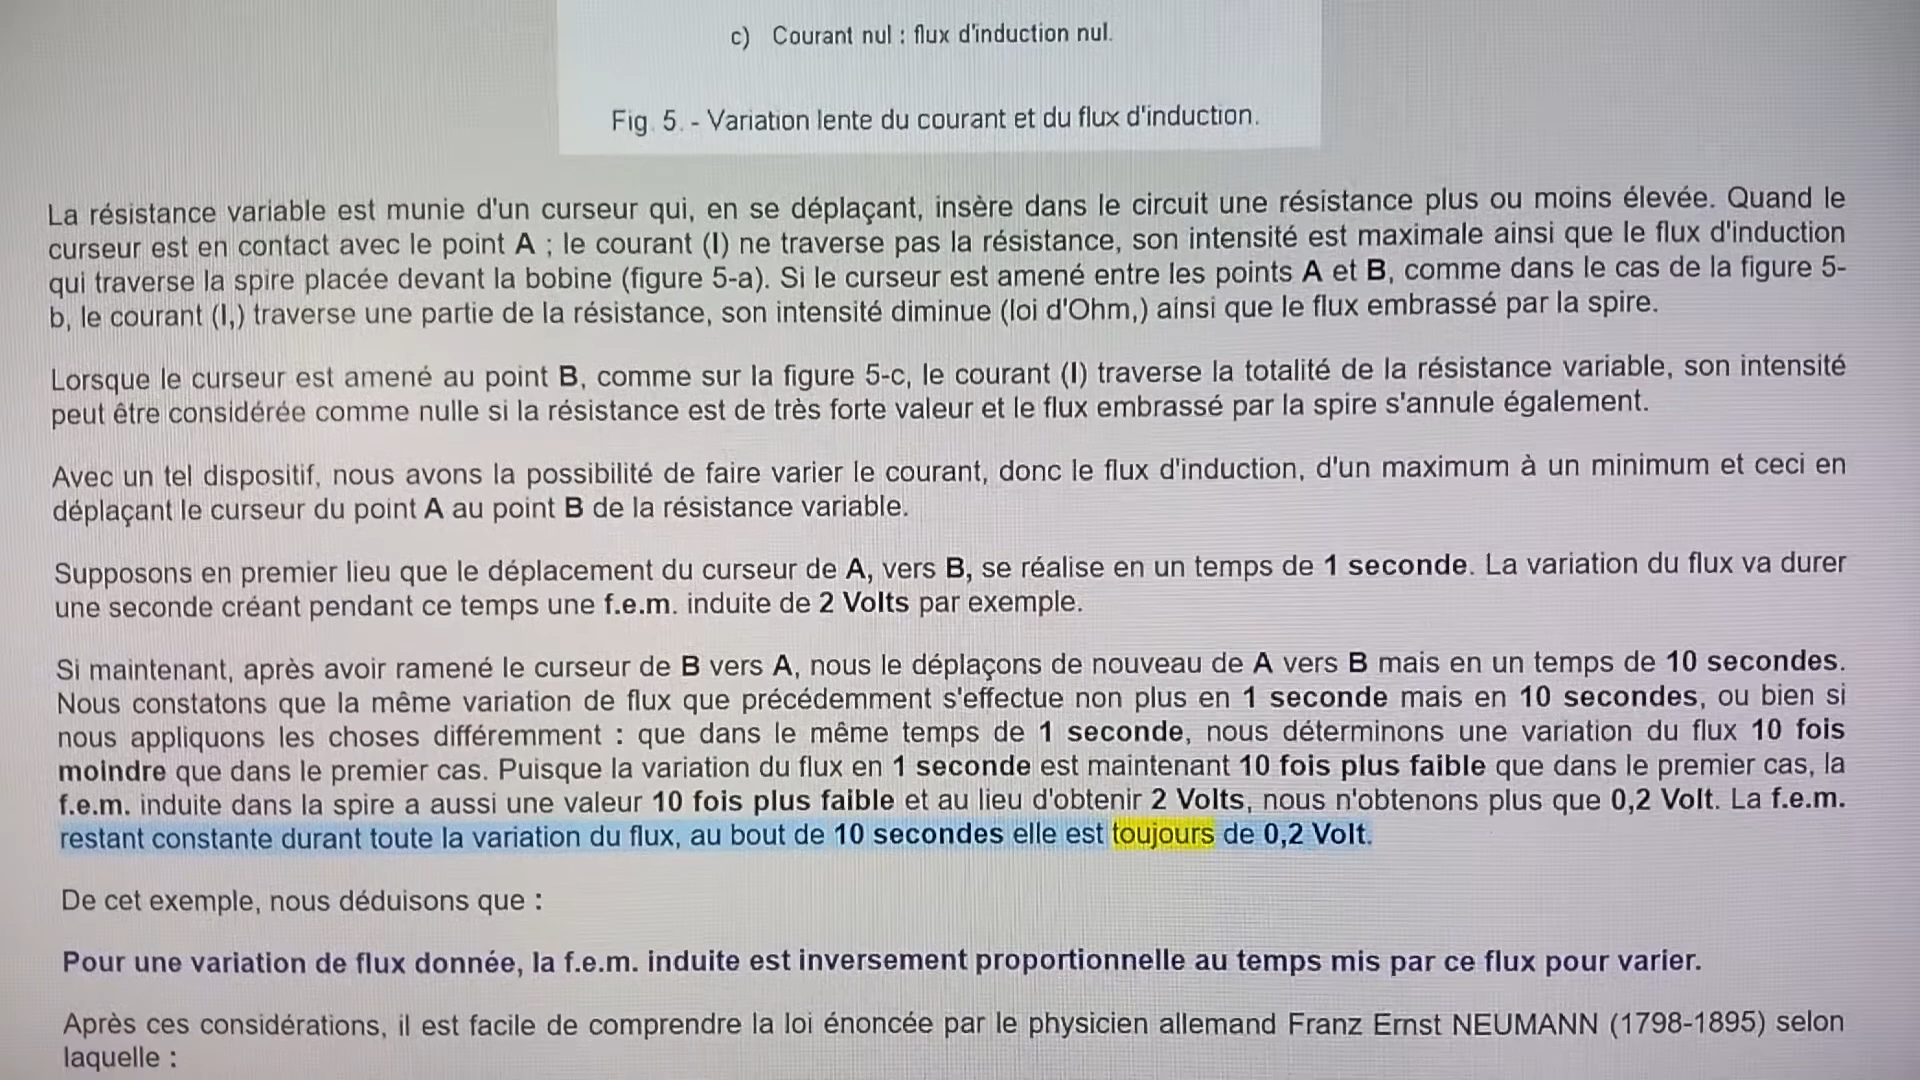 c) Courant nul : flux d'induction nul.
Fig. 5. - Variation lente du courant et du flux d'induction.
La résistance variable est munie d'un curseur qui, en se déplaçant, insère dans le circuit une résistance plus ou moins élevée. Quand le
curseur est en contact avec le point A ; le courant (I) ne traverse pas la résistance, son intensité est maximale ainsi que le flux d'induction
qui traverse la spire placée devant la bobine (figure 5-a). Si le curseur est amené entre les points A et B, comme dans le cas de la figure 5-
b, le courant (I,) traverse une partie de la résistance, son intensité diminue (loi d'Ohm,) ainsi que le flux embrassé par la spire.
Lorsque le curseur est amené au point B, comme sur la figure 5-c, le courant (I) traverse la totalité de la résistance variable, son intensité
peut être considérée comme nulle si la résistance est de très forte valeur et le flux embrassé par la spire s'annule également.
Avec un tel dispositif, nous avons la possibilité de faire varier le courant, donc le flux d'induction, d'un maximum à un minimum et ceci en
déplaçant le curseur du point A au point B de la résistance variable.
Supposons en premier lieu que le déplacement du curseur de A, vers B, se réalise en un temps de 1 seconde. La variation du flux va durer
une seconde créant pendant ce temps une f.e.m. induite de 2 Volts par exemple.
Si maintenant, après avoir ramené le curseur de B vers A, nous le déplaçons de nouveau de A vers B mais en un temps de 10 secondes.
Nous constatons que la même variation de flux que précédemment s'effectue non plus en 1 seconde mais en 10 secondes, ou bien si
nous appliquons les choses différemment : que dans le même temps de 1 seconde, nous déterminons une variation du flux 10 fois
moindre que dans le premier cas. Puisque la variation du flux en 1 seconde est maintenant 10 fois plus faible que dans le premier cas, la
f.e.m. induite dans la spire a aussi une valeur 10 fois plus faible et au lieu d'obtenir 2 Volts, nous n'obtenons plus que 0,2 Volt. La f.e.m.
restant constante durant toute la variation du flux, au bout de 10 secondes elle est toujours de 0,2 Volt.
De cet exemple, nous déduisons que :
Pour une variation de flux donnée, la f.e.m. induite est inversement proportionnelle au temps mis par ce flux pour varier.
Après ces considérations, il est facile de comprendre la loi énoncée par le physicien allemand Franz Ernst NEUMANN (1798-1895) selon
laquelle :